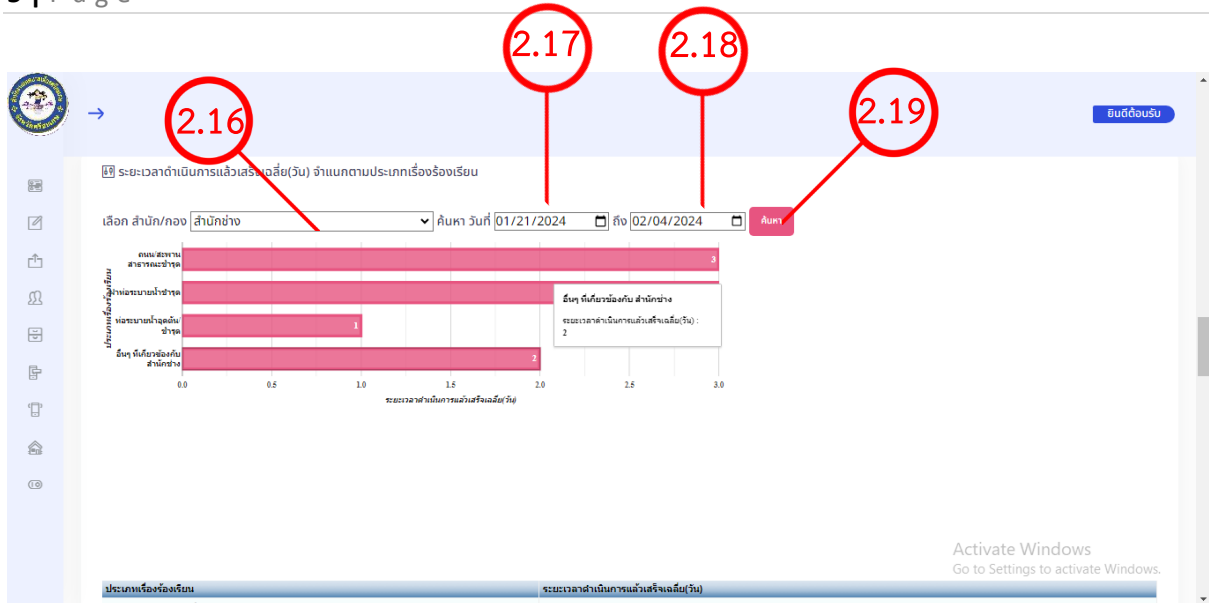 2.17 2.18
2.16 2.19
→ ยินดีต้อนรับ
ระยะเวลาดำเนินการแล้วเสร็จเฉลี่ย(วัน) จำแนกตามประเภทเรื่องร้องเรียน
เลือก สำนัก/กอง สำนักช่าง ค้นหา วันที่ 01/21/2024 ถึง 02/04/2024 ค้นหา
ประเภทเรื่องร้องเรียน
ถนน/สะพาน
สาธารณะชำรุด
3
ฝาท่อระบายน้ำชำรุด
ท่อระบายน้ำอุดตัน/
ชำรุด
1
อื่นๆ ที่เกี่ยวข้องกับ
สำนักช่าง
2
อื่นๆ ที่เกี่ยวข้องกับ สำนักช่าง
ระยะเวลาดำเนินการแล้วเสร็จเฉลี่ย(วัน) :
2
0.0 0.5 1.0 1.5 2.0 2.5 3.0
ระยะเวลาดำเนินการแล้วเสร็จเฉลี่ย(วัน)
Activate Windows
Go to Settings to activate Windows.
ประเภทเรื่องร้องเรียน ระยะเวลาดำเนินการแล้วเสร็จเฉลี่ย(วัน)